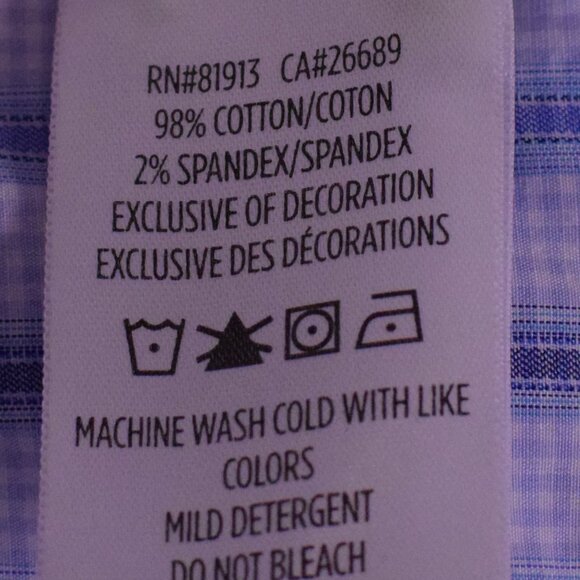 RN#81913 CA#26689
98% COTTON/COTON
2% SPANDEX/SPANDEX
EXCLUSIVE OF DECORATION
EXCLUSIVE DES DÉCORATIONS
MACHINE WASH COLD WITH LIKE
COLORS
MILD DETERGENT
DO NOT BLEACH